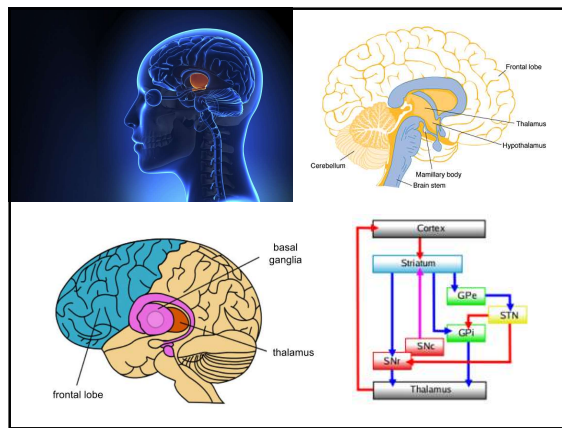 Frontal lobe
Thalamus
Hypothalamus
Cerebellum
Mamillary body
Brain stem
basal
ganglia
thalamus
frontal lobe
Cortex
Striatum
GPe
STN
GPi
SNc
SNr
Thalamus